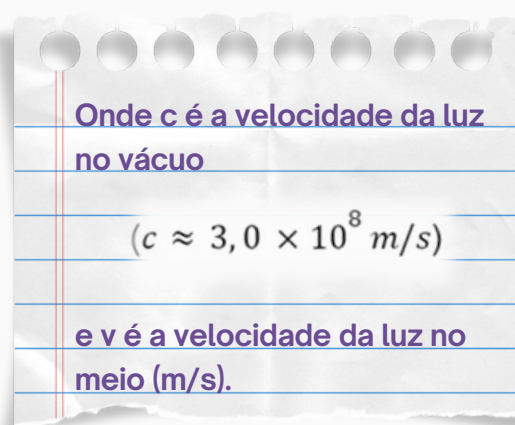 Onde c é a velocidade da luz
no vácuo
(c ≈ 3,0 × 10⁸ m/s)
e v é a velocidade da luz no
meio (m/s).